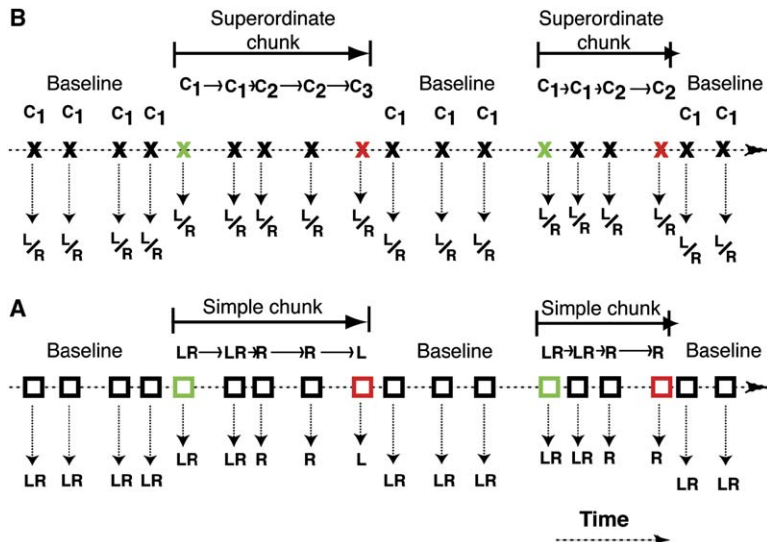 B
Superordinate chunk Superordinate chunk
Baseline C1→C1→C2→C2→C3 Baseline C1→C1→C2→C2 Baseline
C1 C1 C1 C1 C1 C1 C1 C1 C1
X X X X X X X X X X X X X X X X X X
L/R L/R L/R L/R L/R L/R L/R L/R L/R L/R L/R L/R L/R L/R L/R L/R L/R L/R
A
Simple chunk Simple chunk
Baseline LR→LR→R→R→L Baseline LR→LR→R→R Baseline
LR LR LR LR LR LR R R L LR LR LR LR LR R R LR LR
Time